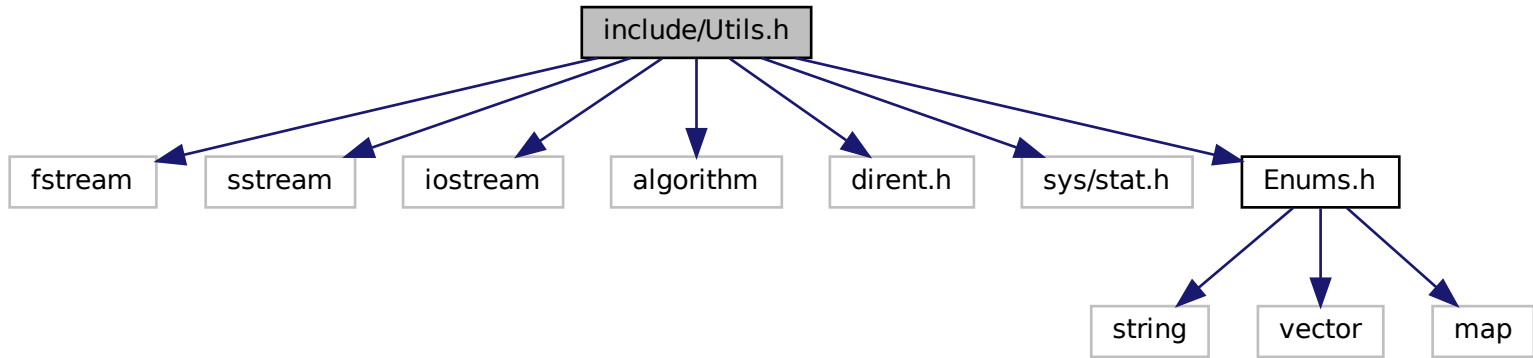 include/Utils.h
fstream
sstream
iostream
algorithm
dirent.h
sys/stat.h
Enums.h
string
vector
map